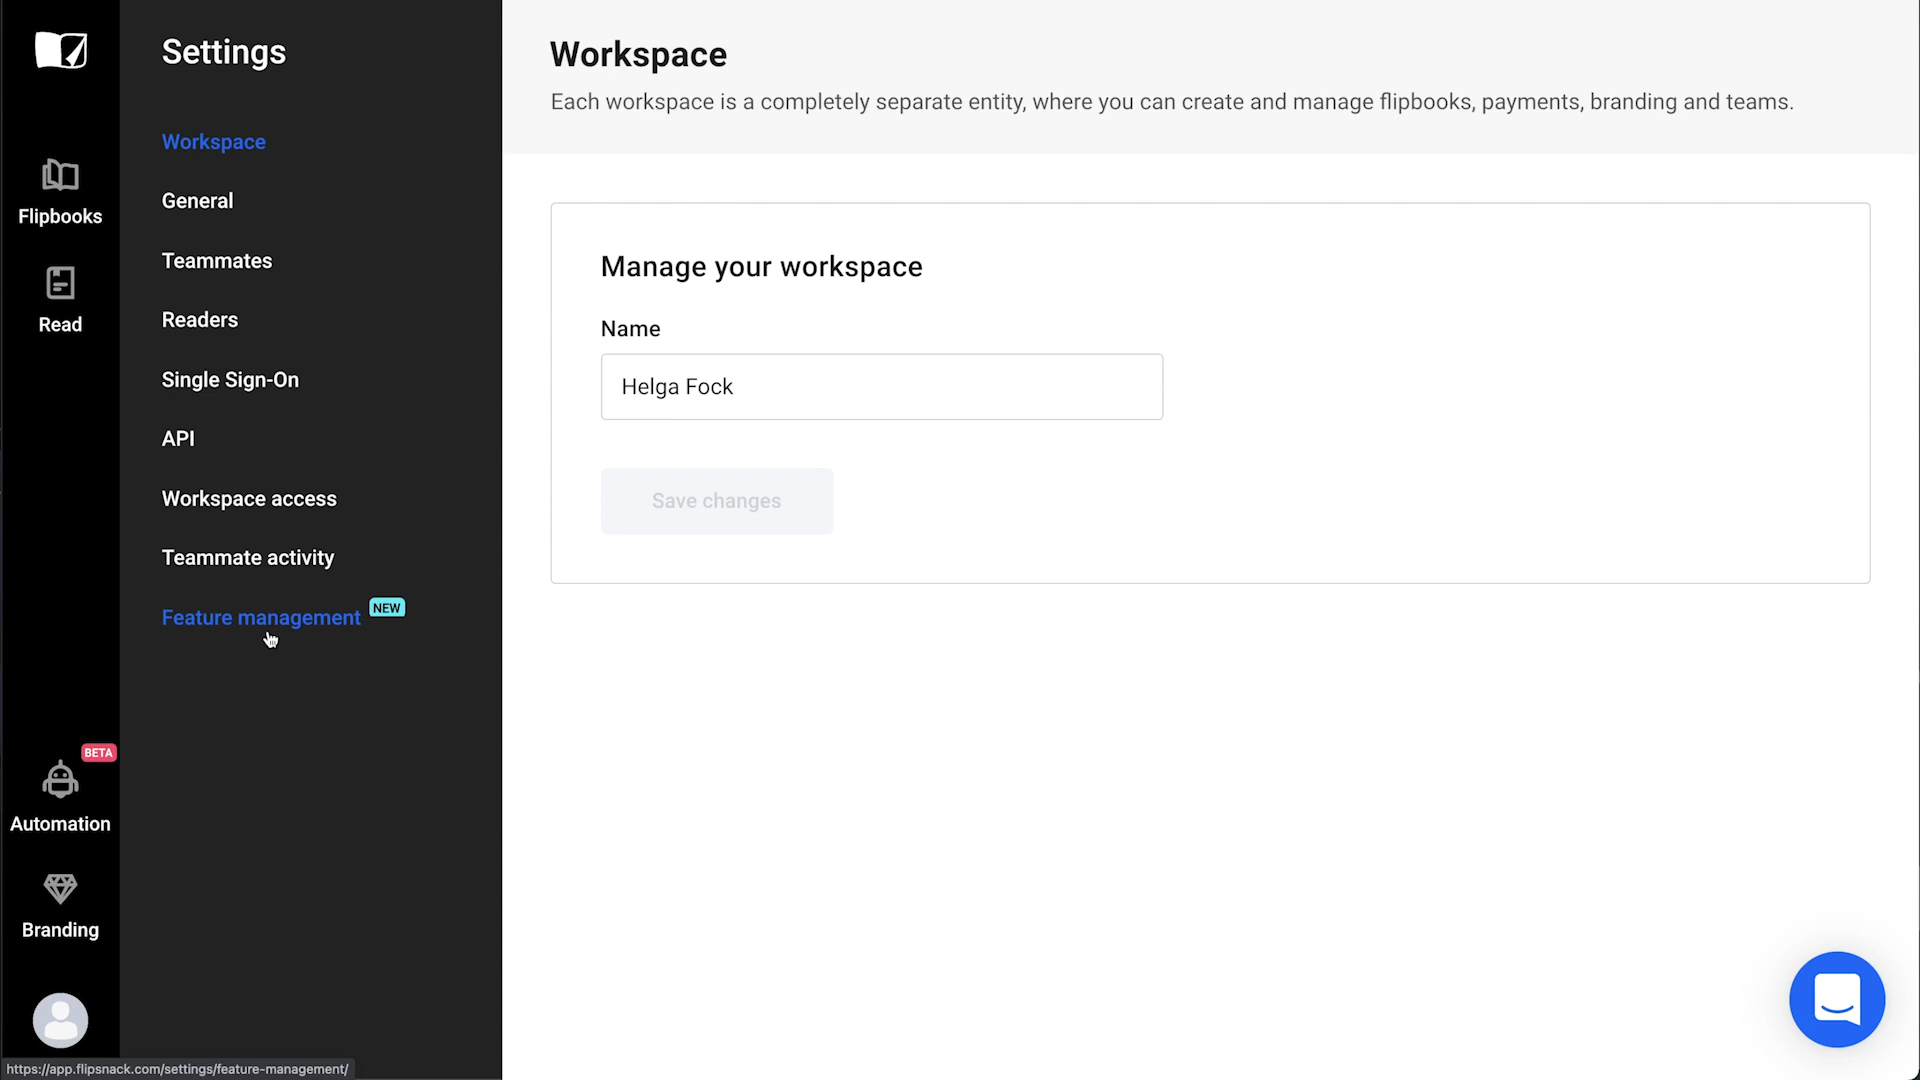 Settings
Workspace
General
Teammates
Readers
Single Sign-On
API
Workspace access
Teammate activity
Feature management NEW
Flipbooks
Read
BETA
Automation
Branding
Workspace
Each workspace is a completely separate entity, where you can create and manage flipbooks, payments, branding and teams.
Manage your workspace
Name
Helga Fock
Save changes
https://app.flipsnack.com/settings/feature-management/